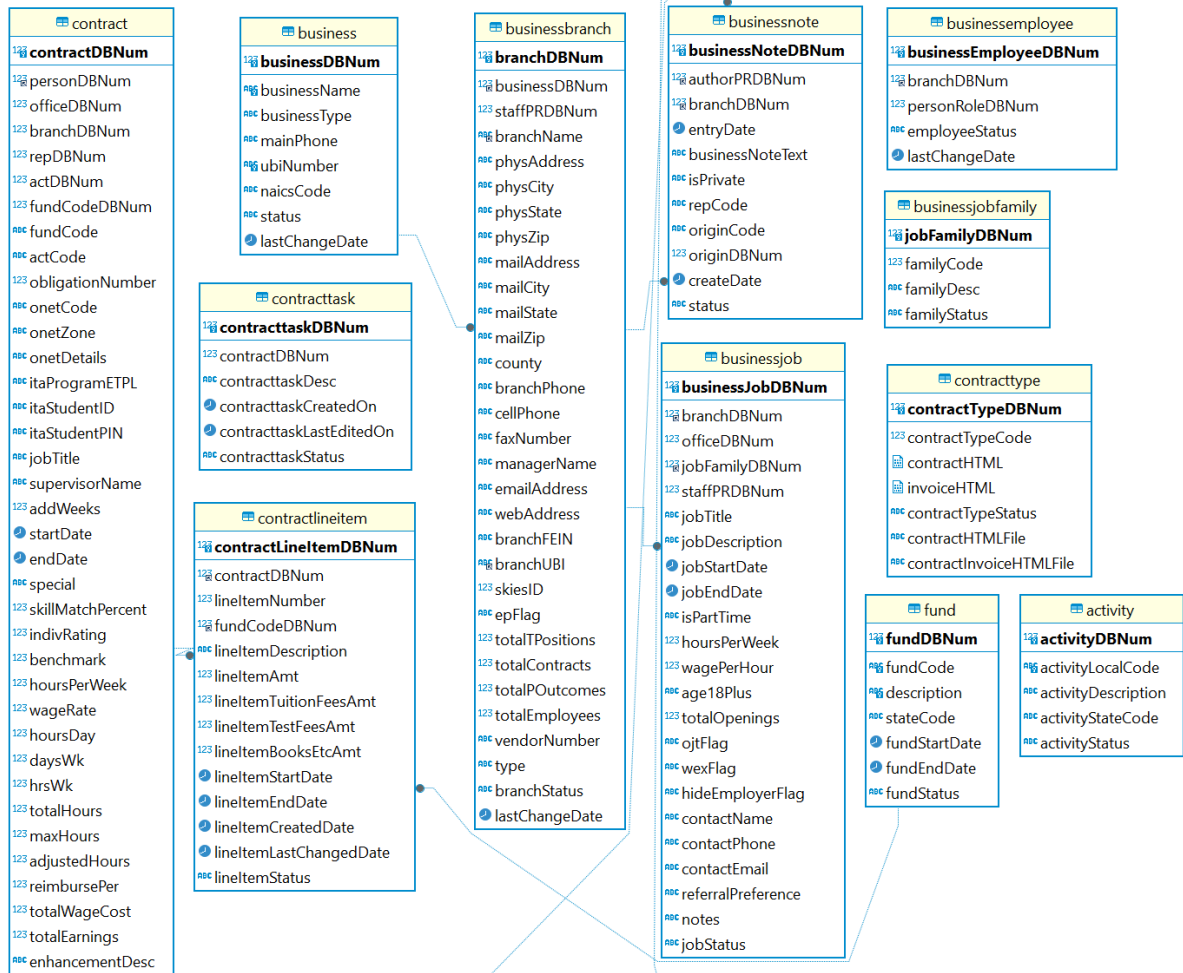 contract
contractDBNum
personDBNum
officeDBNum
branchDBNum
repDBNum
actDBNum
fundCodeDBNum
fundCode
actCode
obligationNumber
onetCode
onetZone
onetDetails
itaProgramETPL
itaStudentID
itaStudentPIN
jobTitle
supervisorName
addWeeks
startDate
endDate
special
skillMatchPercent
indivRating
benchmark
hoursPerWeek
wageRate
hoursDay
daysWk
hrsWk
totalHours
maxHours
adjustedHours
reimbursePer
totalWageCost
totalEarnings
enhancementDesc
business
businessDBNum
businessName
businessType
mainPhone
ubiNumber
naicsCode
status
lastChangeDate
contracttask
contracttaskDBNum
contractDBNum
contracttaskDesc
contracttaskCreatedOn
contracttaskLastEditedOn
contracttaskStatus
contractlineitem
contractLineItemDBNum
contractDBNum
lineItemNumber
fundCodeDBNum
lineItemDescription
lineItemAmt
lineItemTuitionFeesAmt
lineItemTestFeesAmt
lineItemBooksEtcAmt
lineItemStartDate
lineItemEndDate
lineItemCreatedDate
lineItemLastChangedDate
lineItemStatus
businessbranch
branchDBNum
businessDBNum
staffPRDBNum
branchName
physAddress
physCity
physState
physZip
mailAddress
mailCity
mailState
mailZip
county
branchPhone
cellPhone
faxNumber
managerName
emailAddress
webAddress
branchFEIN
branchUBI
skiesID
epFlag
totalTPositions
totalContracts
totalPOutcomes
totalEmployees
vendorNumber
type
branchStatus
lastChangeDate
businessnote
businessNoteDBNum
authorPRDBNum
branchDBNum
entryDate
businessNoteText
isPrivate
repCode
originCode
originDBNum
createDate
status
businessjob
businessJobDBNum
branchDBNum
officeDBNum
jobFamilyDBNum
staffPRDBNum
jobTitle
jobDescription
jobStartDate
jobEndDate
isPartTime
hoursPerWeek
wagePerHour
age18Plus
totalOpenings
ojtFlag
wexFlag
hideEmployerFlag
contactName
contactPhone
contactEmail
referralPreference
notes
jobStatus
businessemployee
businessEmployeeDBNum
branchDBNum
personRoleDBNum
employeeStatus
lastChangeDate
businessjobfamily
jobFamilyDBNum
familyCode
familyDesc
familyStatus
contracttype
contractTypeDBNum
contractTypeCode
contractHTML
invoiceHTML
contractTypeStatus
contractHTMLFile
contractInvoiceHTMLFile
fund
fundDBNum
fundCode
description
stateCode
fundStartDate
fundEndDate
fundStatus
activity
activityDBNum
activityLocalCode
activityDescription
activityStateCode
activityStatus